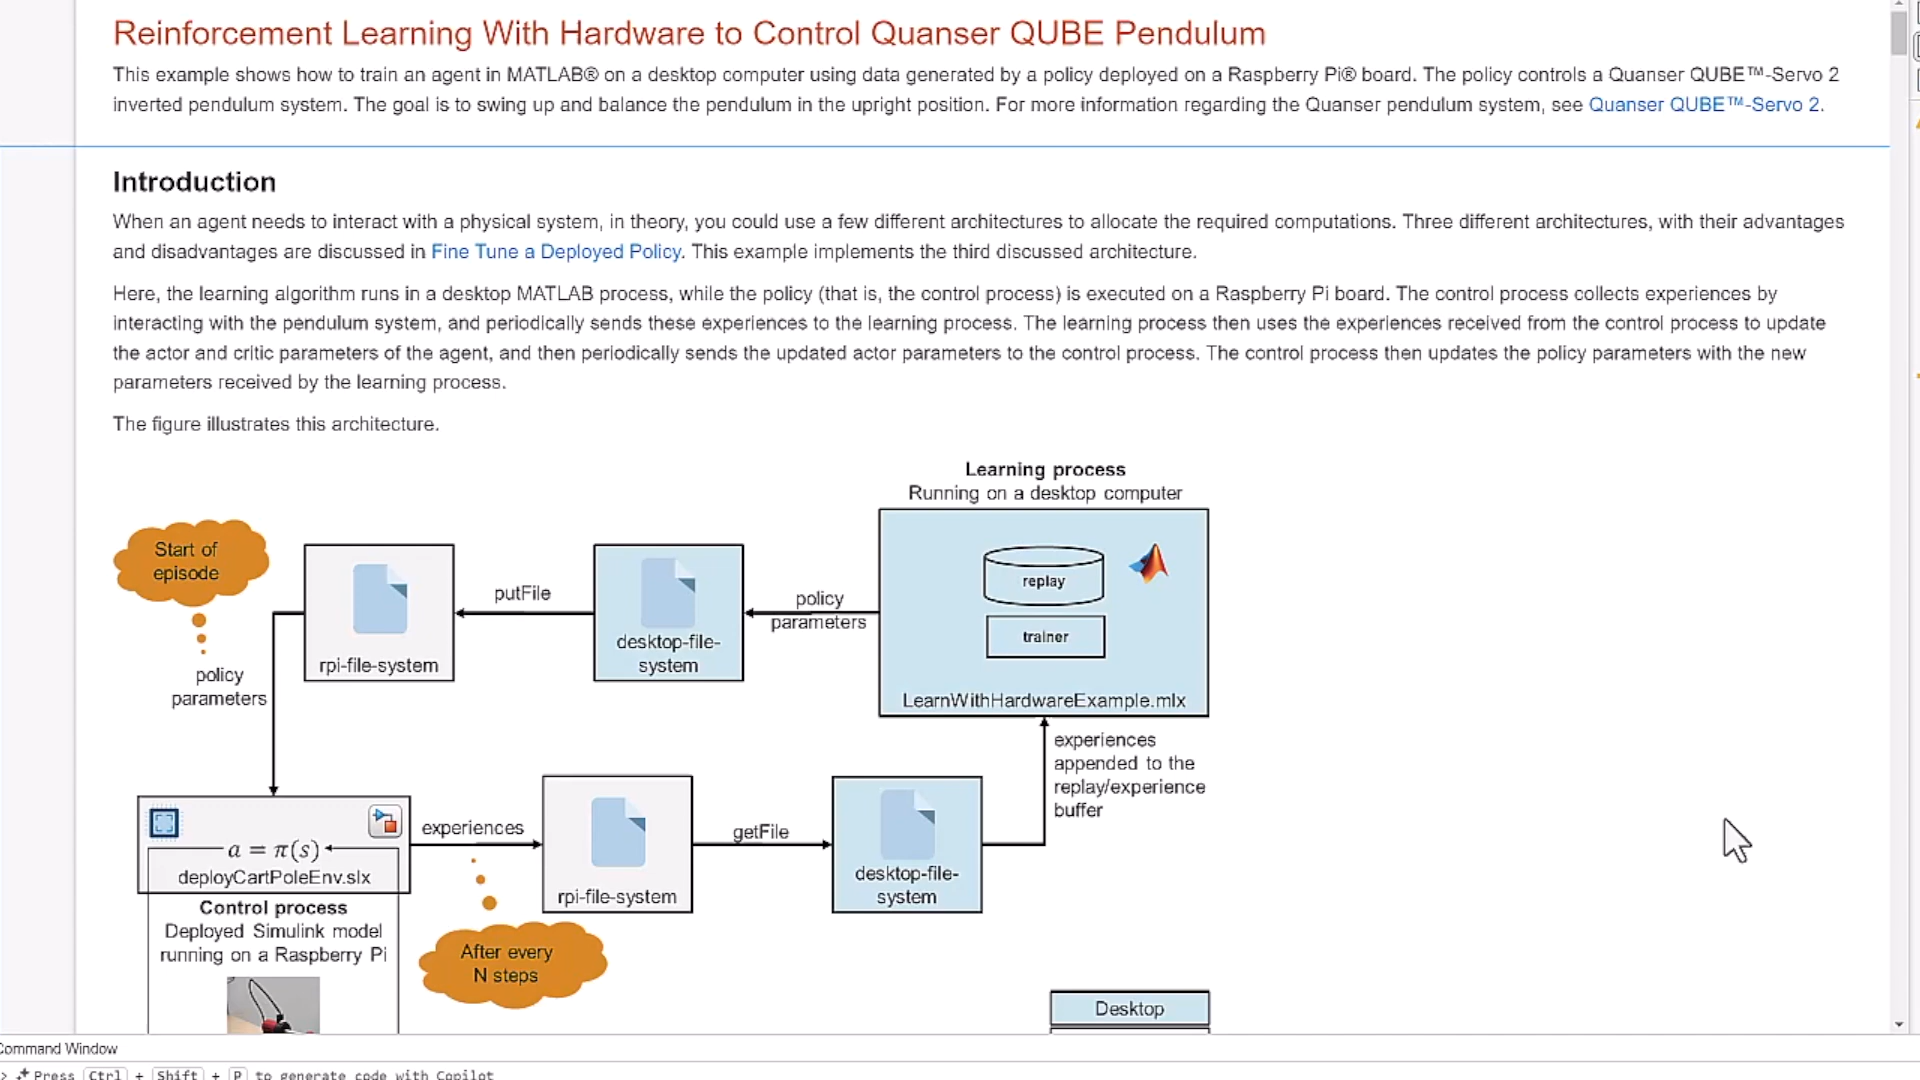 Reinforcement Learning With Hardware to Control Quanser QUBE Pendulum
This example shows how to train an agent in MATLAB® on a desktop computer using data generated by a policy deployed on a Raspberry Pi® board. The policy controls a Quanser QUBE™-Servo 2
inverted pendulum system. The goal is to swing up and balance the pendulum in the upright position. For more information regarding the Quanser pendulum system, see Quanser QUBE™-Servo 2.
Introduction
When an agent needs to interact with a physical system, in theory, you could use a few different architectures to allocate the required computations. Three different architectures, with their advantages
and disadvantages are discussed in Fine Tune a Deployed Policy. This example implements the third discussed architecture.
Here, the learning algorithm runs in a desktop MATLAB process, while the policy (that is, the control process) is executed on a Raspberry Pi board. The control process collects experiences by
interacting with the pendulum system, and periodically sends these experiences to the learning process. The learning process then uses the experiences received from the control process to update
the actor and critic parameters of the agent, and then periodically sends the updated actor parameters to the control process. The control process then updates the policy parameters with the new
parameters received by the learning process.
The figure illustrates this architecture.
Learning process
Running on a desktop computer
Start of
episode
rpi-file-system
putFile
desktop-file-
system
policy
parameters
replay
trainer
LearnWithHardwareExample.mlx
policy
parameters
experiences
appended to the
replay/experience
buffer
a = π(s)
deployCartPoleEnv.slx
experiences
rpi-file-system
getFile
desktop-file-
system
Control process
Deployed Simulink model
running on a Raspberry Pi
After every
N steps
Desktop
Command Window
> Press Ctrl + Shift + P to generate code with Copilot